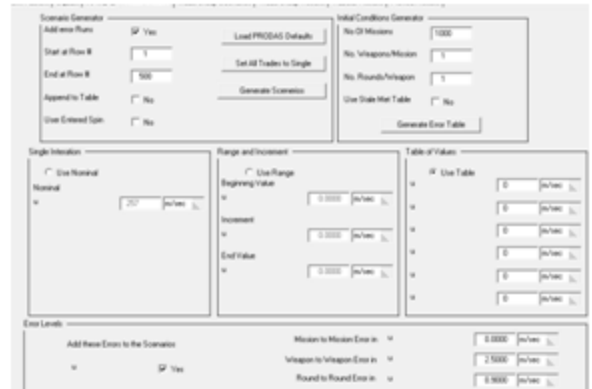 Scenario Generator
Add error Runs Yes
Start at Row # 1
End at Row # 500
Append to Table No
Use Entered Spin No
Load PRODAS Defaults
Set All Trades to Single
Generate Scenarios
Initial Conditions Generator
No Of Missions 1000
No. Weapons/Mission 1
No. Rounds/Weapon 1
Use Stale Met Table No
Generate Error Table
Single Interation
Use Nominal
Nominal
u 257 m/sec
Range and Increment
Use Range
Beginning Value
u 0.0000 m/sec
Increment
u 0.0000 m/sec
End Value
u 0.0000 m/sec
Table of Values
Use Table
u 0 m/sec
u 0 m/sec
u 0 m/sec
u 0 m/sec
u 0 m/sec
u 0 m/sec
Error Levels
Add these Errors to the Scenarios
u Yes
Mission to Mission Error in u 0.0000 m/sec
Weapon to Weapon Error in u 2.5000 m/sec
Round to Round Error in u 0.9000 m/sec